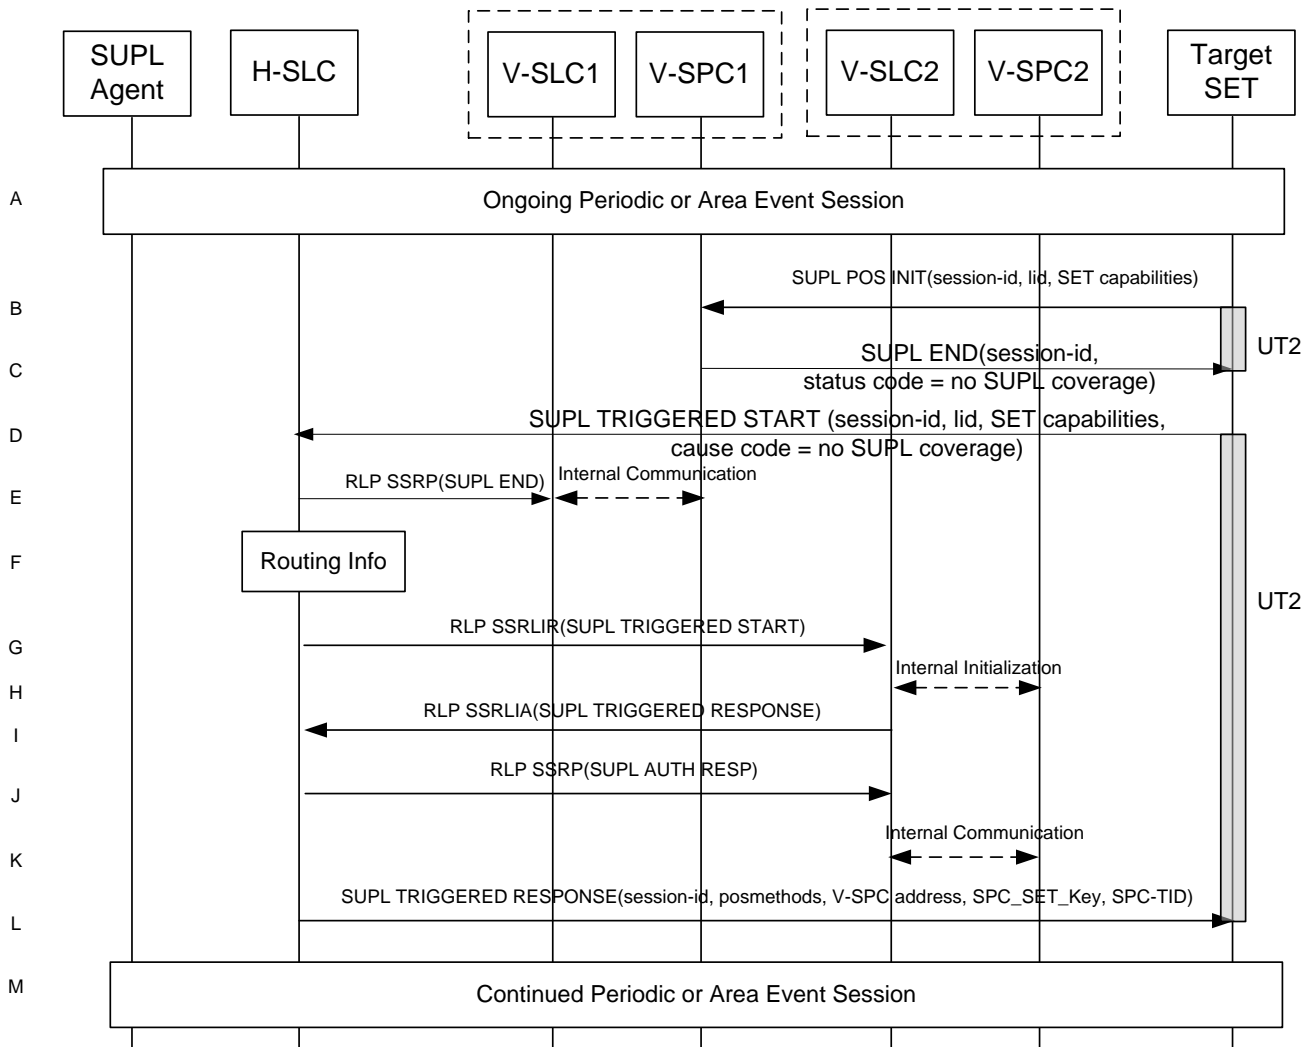 SUPL
Agent
H-SLC
V-SLC1
V-SPC1
V-SLC2
V-SPC2
Target
SET
A
Ongoing Periodic or Area Event Session
SUPL POS INIT(session-id, lid, SET capabilities)
B
UT2
SUPL END(session-id,
status code = no SUPL coverage)
C
SUPL TRIGGERED START (session-id, lid, SET capabilities,
cause code = no SUPL coverage)
D
RLP SSRP(SUPL END)
Internal Communication
E
Routing Info
F
UT2
RLP SSRLIR(SUPL TRIGGERED START)
G
Internal Initialization
H
RLP SSRLIA(SUPL TRIGGERED RESPONSE)
I
RLP SSRP(SUPL AUTH RESP)
J
Internal Communication
K
SUPL TRIGGERED RESPONSE(session-id, posmethods, V-SPC address, SPC_SET_Key, SPC-TID)
L
M
Continued Periodic or Area Event Session